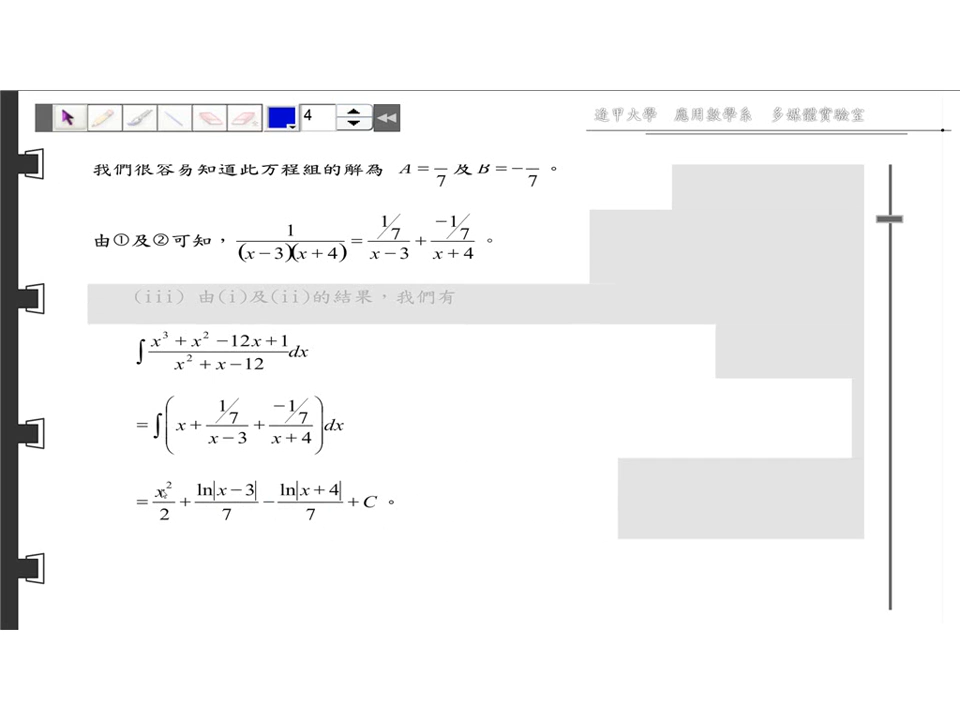 4
逢甲大學 應用數學系 多媒體實驗室
我們很容易知道此方程組的解為 A = —/7 及 B = − —/7 。
由①及②可知， 1/((x−3)(x+4)) = (1/7)/(x−3) + (−1/7)/(x+4) 。
(iii) 由(i)及(ii)的結果，我們有
∫ (x³ + x² −12x +1)/(x² + x −12) dx
= ∫ ( x + (1/7)/(x−3) + (−1/7)/(x+4) ) dx
= x²/2 + ln|x−3|/7 − ln|x+4|/7 + C 。